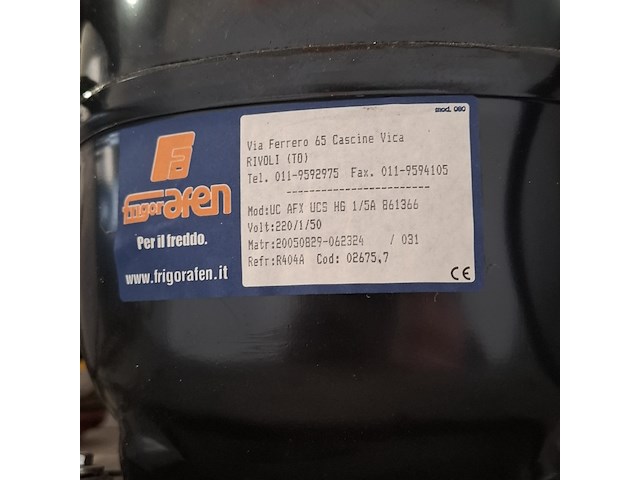 mod. 080
frigorafen
Per il freddo.
www.frigorafen.it
Via Ferrero 65 Cascine Vica
RIVOLI (TO)
Tel. 011-9592975 Fax. 011-9594105
------------------------
Mod:UC AFX UCS HG 1/5A 861366
Volt:220/1/50
Matr:20050829-062324 / 031
Refr:R404A Cod: 02675,7
CE